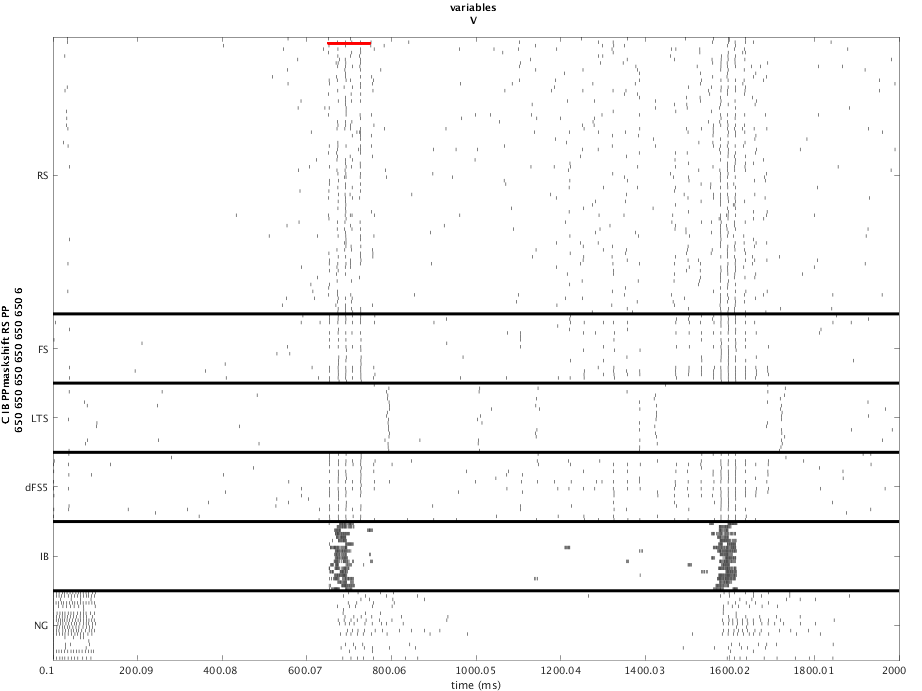 variables
V
C IB PPmaskshift RS PP
650 650 650 650 650 650 650 6
RS
FS
LTS
dFS5
IB
NG
0.1 200.09 400.08 600.07 800.06 1000.05 1200.04 1400.03 1600.02 1800.01 2000
time (ms)